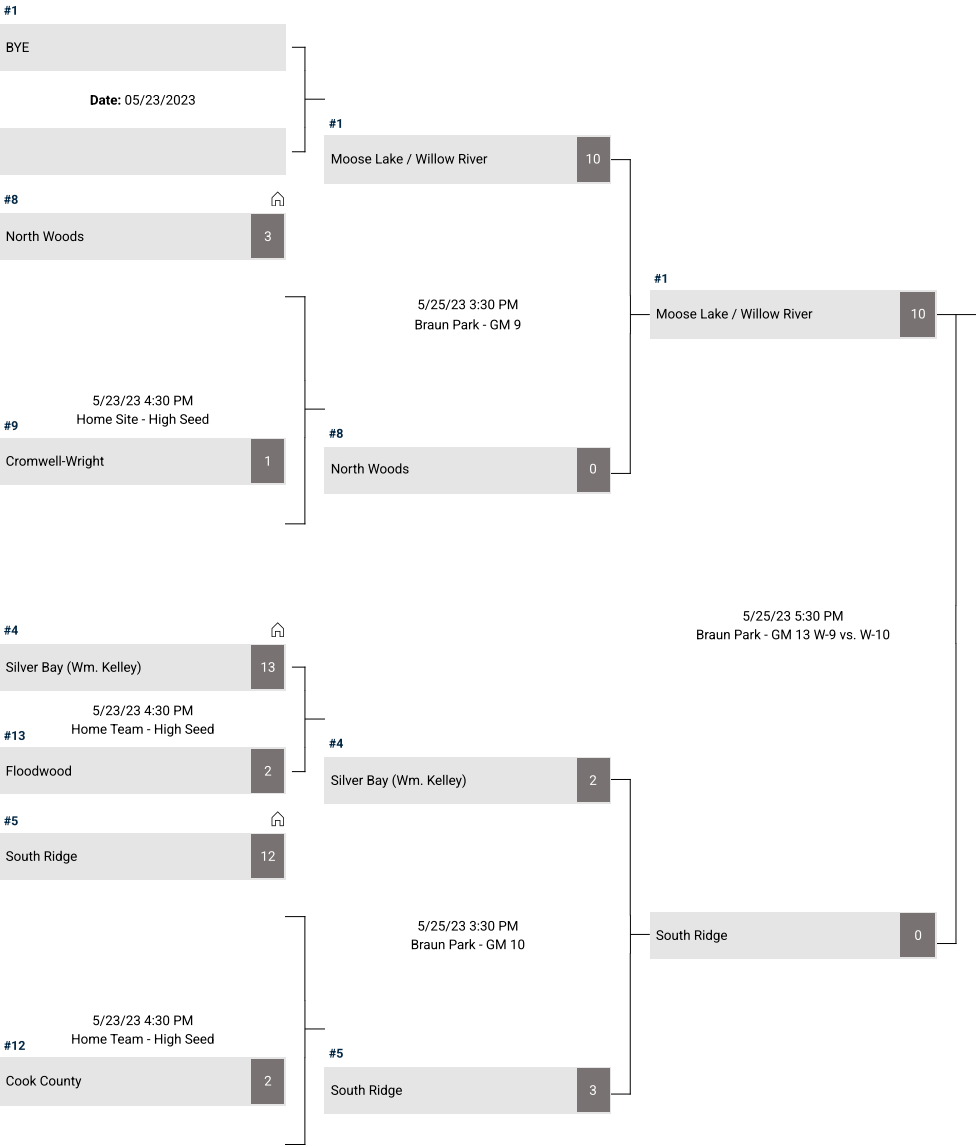 #1
BYE
Date: 05/23/2023
#1
Moose Lake / Willow River 10
#8
North Woods 3
#1
Moose Lake / Willow River 10
5/25/23 3:30 PM
Braun Park - GM 9
5/23/23 4:30 PM
Home Site - High Seed
#9
Cromwell-Wright 1
#8
North Woods 0
5/25/23 5:30 PM
Braun Park - GM 13 W-9 vs. W-10
#4
Silver Bay (Wm. Kelley) 13
5/23/23 4:30 PM
Home Team - High Seed
#13
Floodwood 2
#4
Silver Bay (Wm. Kelley) 2
#5
South Ridge 12
5/25/23 3:30 PM
Braun Park - GM 10
South Ridge 0
5/23/23 4:30 PM
Home Team - High Seed
#12
Cook County 2
#5
South Ridge 3